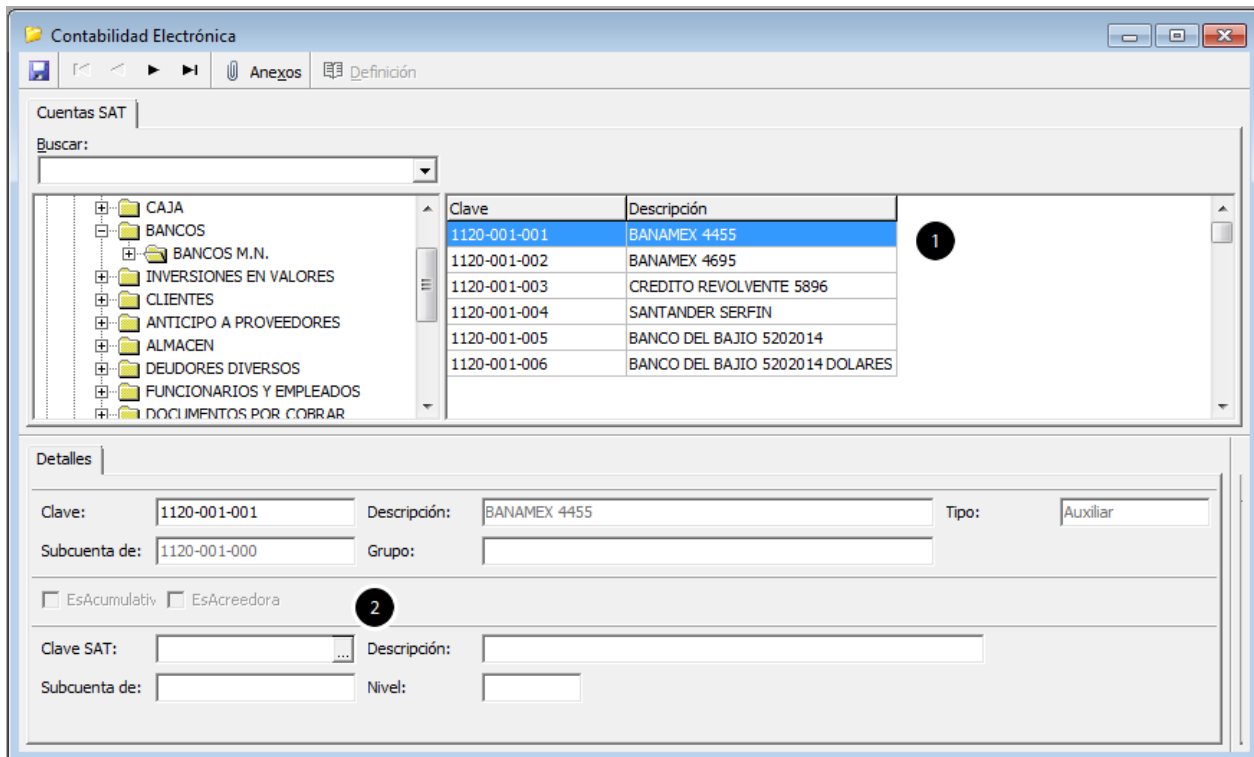 Contabilidad Electrónica
Anexos Definición
Cuentas SAT
Buscar:
CAJA
BANCOS
BANCOS M.N.
INVERSIONES EN VALORES
CLIENTES
ANTICIPO A PROVEEDORES
ALMACEN
DEUDORES DIVERSOS
FUNCIONARIOS Y EMPLEADOS
DOCUMENTOS POR COBRAR
Clave Descripción
1120-001-001 BANAMEX 4455
1120-001-002 BANAMEX 4695
1120-001-003 CREDITO REVOLVENTE 5896
1120-001-004 SANTANDER SERFIN
1120-001-005 BANCO DEL BAJIO 5202014
1120-001-006 BANCO DEL BAJIO 5202014 DOLARES
1
Detalles
Clave: 1120-001-001 Descripción: BANAMEX 4455 Tipo: Auxiliar
Subcuenta de: 1120-001-000 Grupo:
EsAcumulativ EsAcreedora
2
Clave SAT: ... Descripción:
Subcuenta de: Nivel: